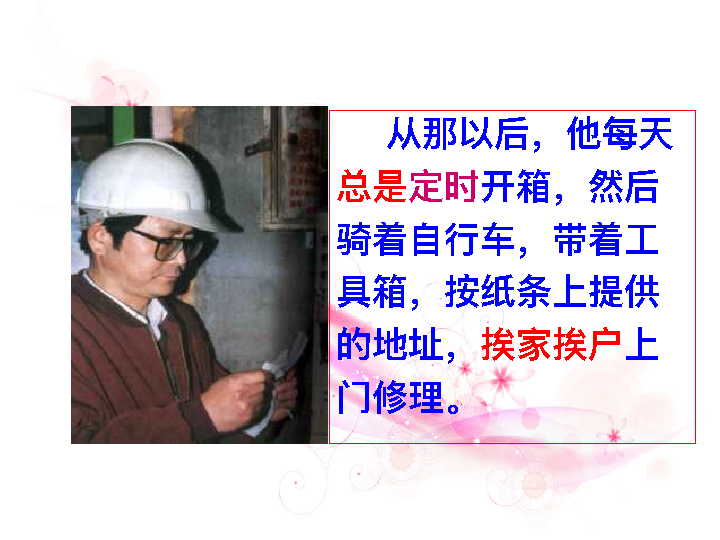 从那以后，他每天
总是定时开箱，然后
骑着自行车，带着工
具箱，按纸条上提供
的地址，挨家挨户上
门修理。